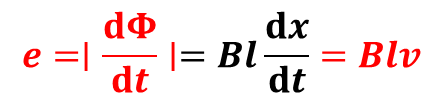 e =| dΦ/dt |= Bl dx/dt = Blv